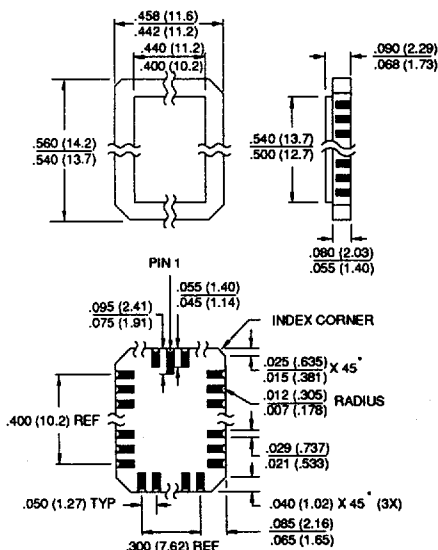 .458 (11.6)
.442 (11.2)
.440 (11.2)
.400 (10.2)
.090 (2.29)
.068 (1.73)
.560 (14.2)
.540 (13.7)
.540 (13.7)
.500 (12.7)
.080 (2.03)
.055 (1.40)
PIN 1
.055 (1.40)
.045 (1.14)
.095 (2.41)
.075 (1.91)
INDEX CORNER
.025 (.635)
.015 (.381) X 45°
.012 (.305)
.007 (.178) RADIUS
.400 (10.2) REF
.029 (.737)
.021 (.533)
.050 (1.27) TYP
.040 (1.02) X 45° (3X)
.085 (2.16)
.065 (1.65)
.300 (7.62) REF